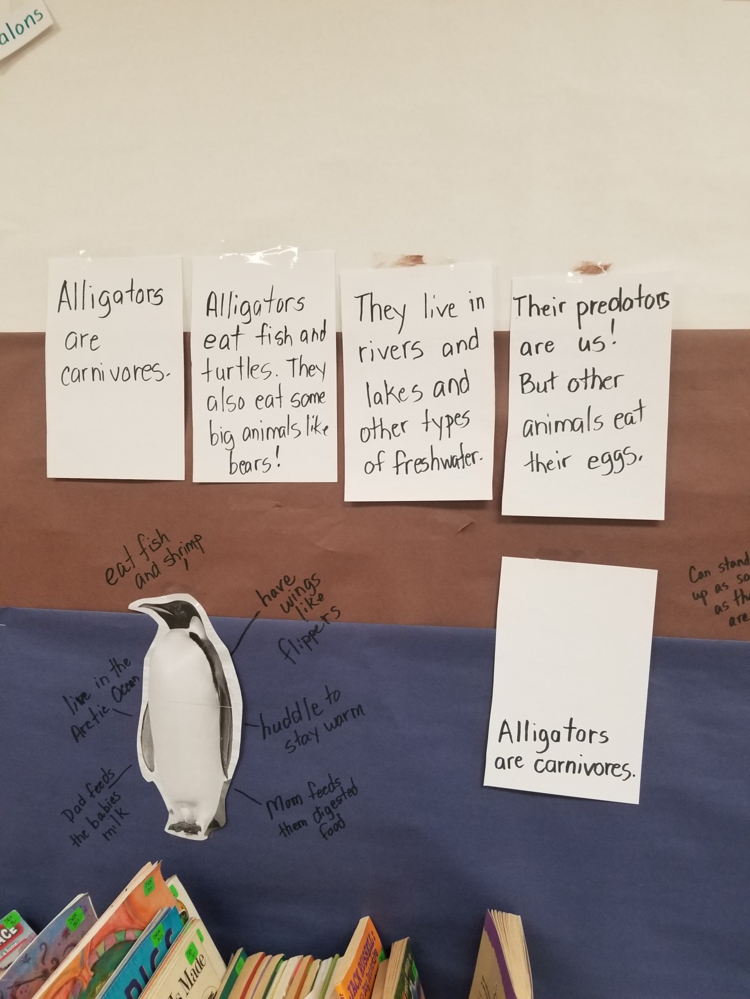 alons
Alligators
are
carnivores.
Alligators
eat fish and
turtles. They
also eat some
big animals like
bears!
They live in
rivers and
lakes and
other types
of freshwater.
Their predators
are us!
But other
animals eat
their eggs.
eat fish
and shrimp
have
wings
like
flippers
live in the
Arctic Ocean
huddle to
stay warm
Dad feeds
the babies
milk
Mom feeds
them digested
food
Can stand
up as so
as th
are
Alligators
are carnivores.
ACE
is Made
JACK RUSSELL: